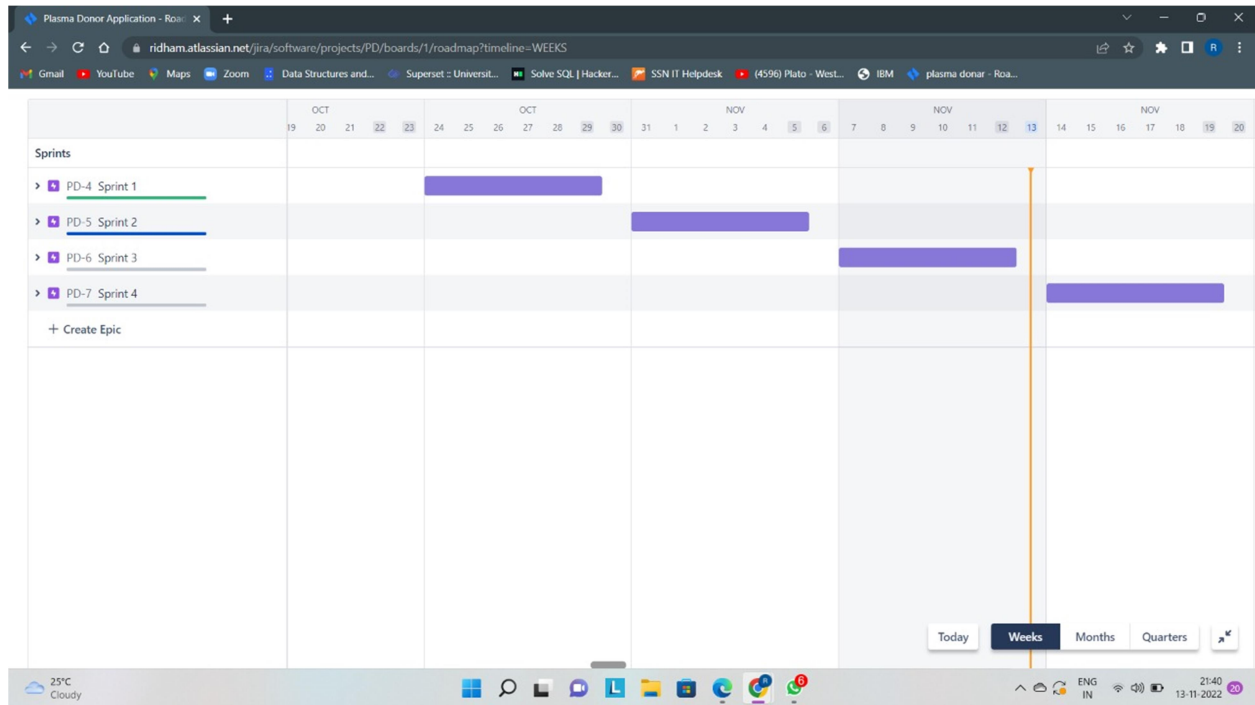 Plasma Donor Application - Road
ridham.atlassian.net/jira/software/projects/PD/boards/1/roadmap?timeline=WEEKS
R
Gmail YouTube Maps Zoom Data Structures and... Superset :: Universit... Solve SQL | Hacker... SSN IT Helpdesk (4596) Plato - West... IBM plasma donar - Roa...
OCT OCT NOV NOV NOV
19 20 21 22 23 24 25 26 27 28 29 30 31 1 2 3 4 5 6 7 8 9 10 11 12 13 14 15 16 17 18 19 20
Sprints
PD-4 Sprint 1
PD-5 Sprint 2
PD-6 Sprint 3
PD-7 Sprint 4
+ Create Epic
Today Weeks Months Quarters
25°C
Cloudy
L
R
6
ENG
IN
21:40
13-11-2022
20